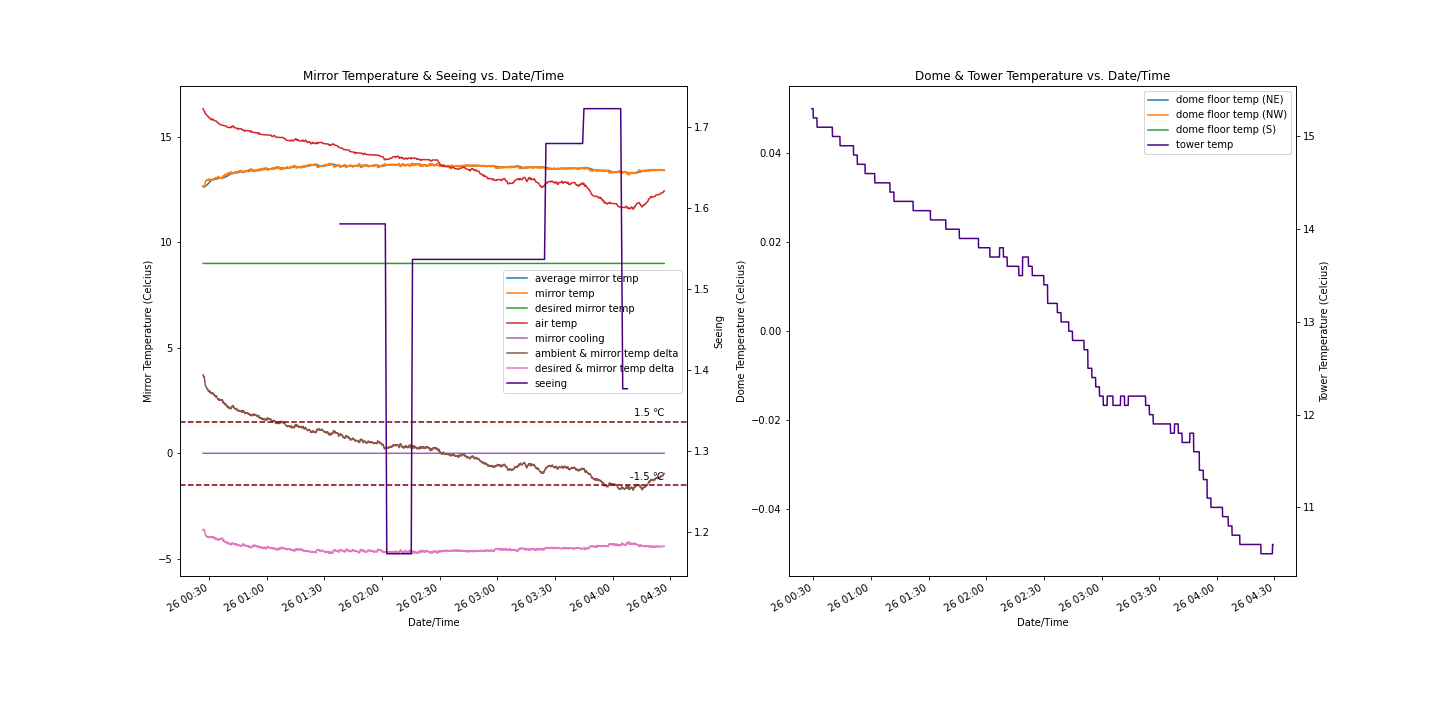 Mirror Temperature & Seeing vs. Date/Time
Mirror Temperature (Celcius)
15
10
5
0
−5
1.7
1.6
1.5
1.4
1.3
1.2
Seeing
average mirror temp
mirror temp
desired mirror temp
air temp
mirror cooling
ambient & mirror temp delta
desired & mirror temp delta
seeing
1.5 °C
-1.5 °C
26 00:30
26 01:00
26 01:30
26 02:00
26 02:30
26 03:00
26 03:30
26 04:00
26 04:30
Date/Time
Dome & Tower Temperature vs. Date/Time
Dome Temperature (Celcius)
0.04
0.02
0.00
−0.02
−0.04
dome floor temp (NE)
dome floor temp (NW)
dome floor temp (S)
tower temp
15
14
13
12
11
Tower Temperature (Celcius)
26 00:30
26 01:00
26 01:30
26 02:00
26 02:30
26 03:00
26 03:30
26 04:00
26 04:30
Date/Time